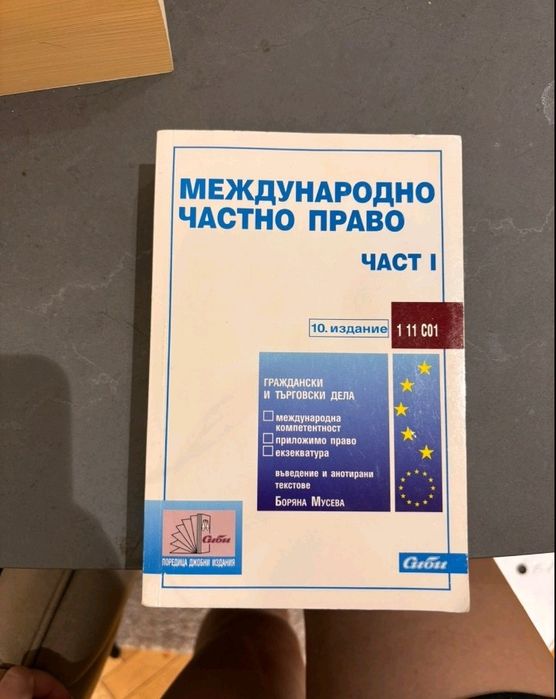 МЕЖДУНАРОДНО
ЧАСТНО ПРАВО
ЧАСТ I
10. издание
1 11 C01
ГРАЖДАНСКИ
И ТЪРГОВСКИ ДЕЛА
международна
компетентност
приложимо право
екзекватура
въведение и анотирани
текстове
БОРЯНА МУСЕВА
Сиби
ПОРЕДИЦА ДЖОБНИ ИЗДАНИЯ
Сиби